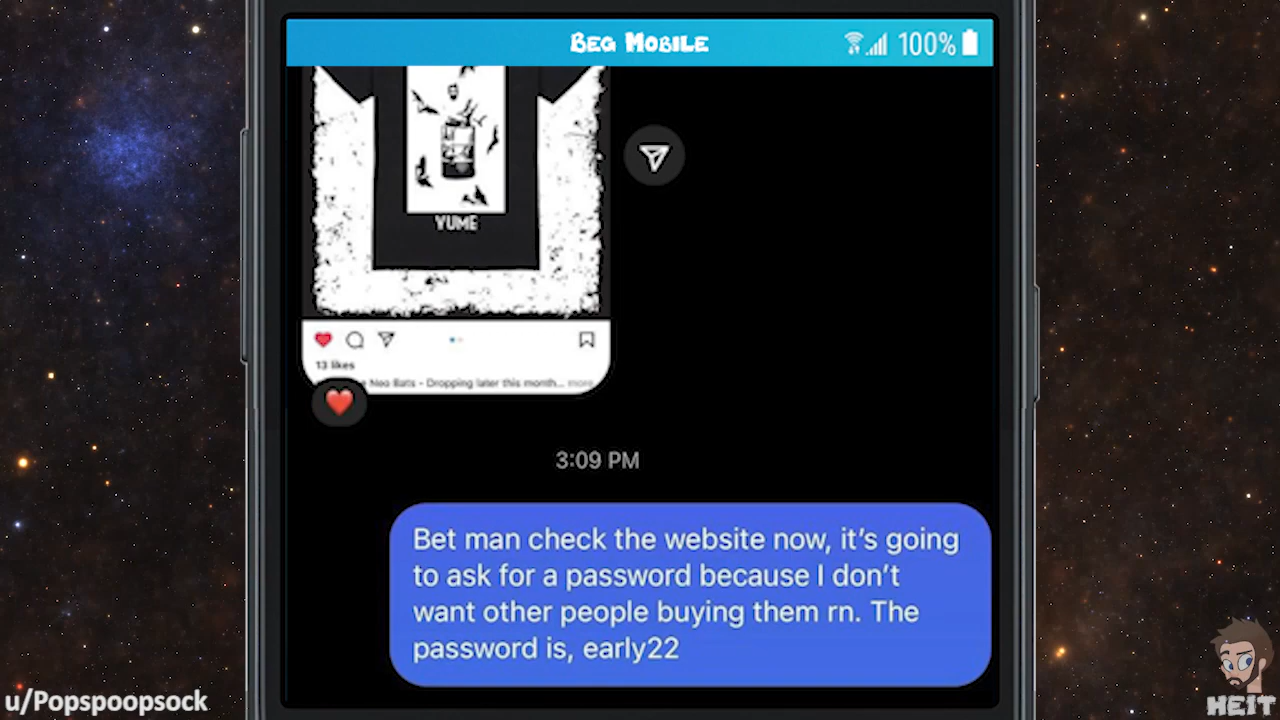 BEG MOBILE
100%
YUME
13 likes
Neo Bats - Dropping later this month... more
3:09 PM
Bet man check the website now, it's going
to ask for a password because I don't
want other people buying them rn. The
password is, early22
u/Popspoopsock
HEIT